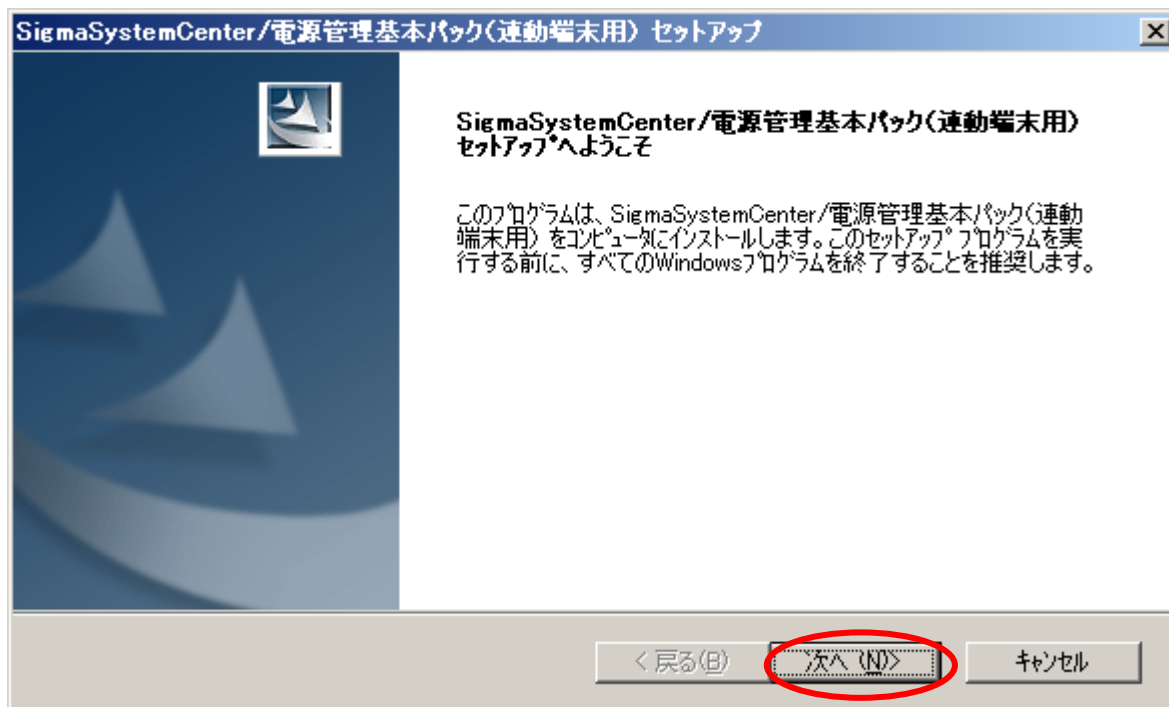 SigmaSystemCenter/電源管理基本パック(連動端末用) セットアップ
SigmaSystemCenter/電源管理基本パック(連動端末用)
セットアップへようこそ
このプログラムは、SigmaSystemCenter/電源管理基本パック(連動
端末用) をコンピュータにインストールします。このセットアップ プログラムを実
行する前に、すべてのWindowsプログラムを終了することを推奨します。
< 戻る(B)
次へ (N)>
キャンセル